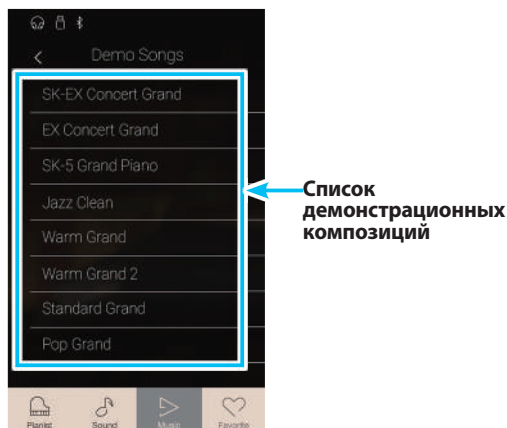 Demo Songs
SK-EX Concert Grand
EX Concert Grand
SK-5 Grand Piano
Jazz Clean
Warm Grand
Warm Grand 2
Standard Grand
Pop Grand
Список
демонстрационных
композиций
Pianist
Sound
Music
Favorite